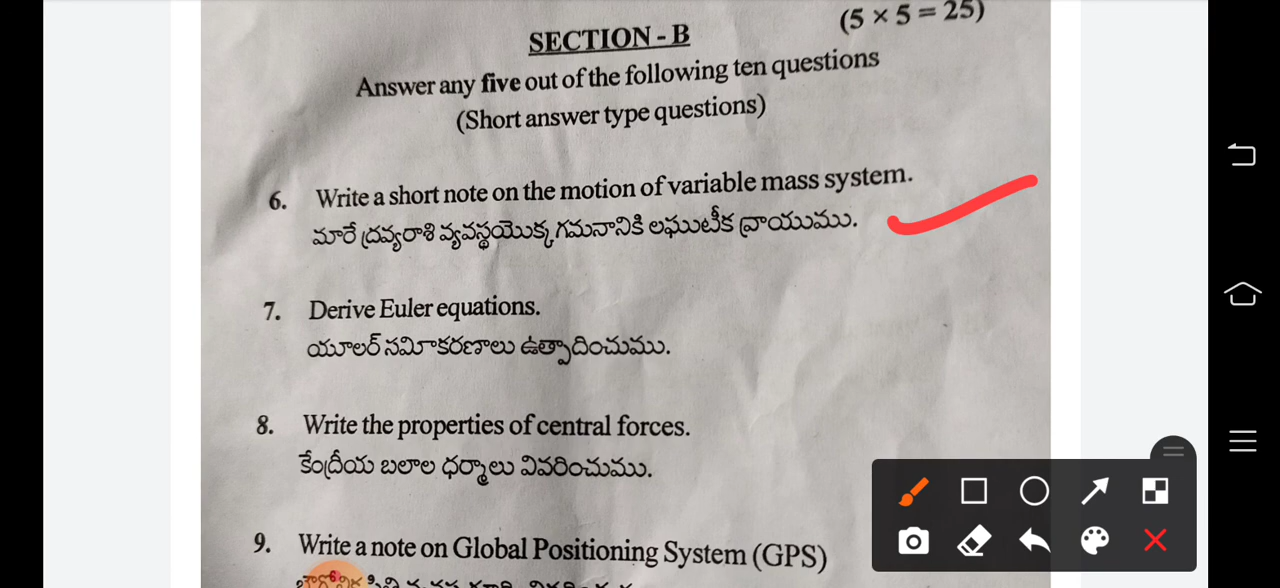 (5 × 5 = 25)
SECTION - B
Answer any five out of the following ten questions
(Short answer type questions)
6. Write a short note on the motion of variable mass system.
మారే ద్రవ్యరాశి వ్యవస్థయొక్క గమనానికి లఘుటీక వ్రాయుము.
7. Derive Euler equations.
యూలర్ సమీకరణాలు ఉత్పాదించుము.
8. Write the properties of central forces.
కేంద్రీయ బలాల ధర్మాలు వివరించుము.
9. Write a note on Global Positioning System (GPS)